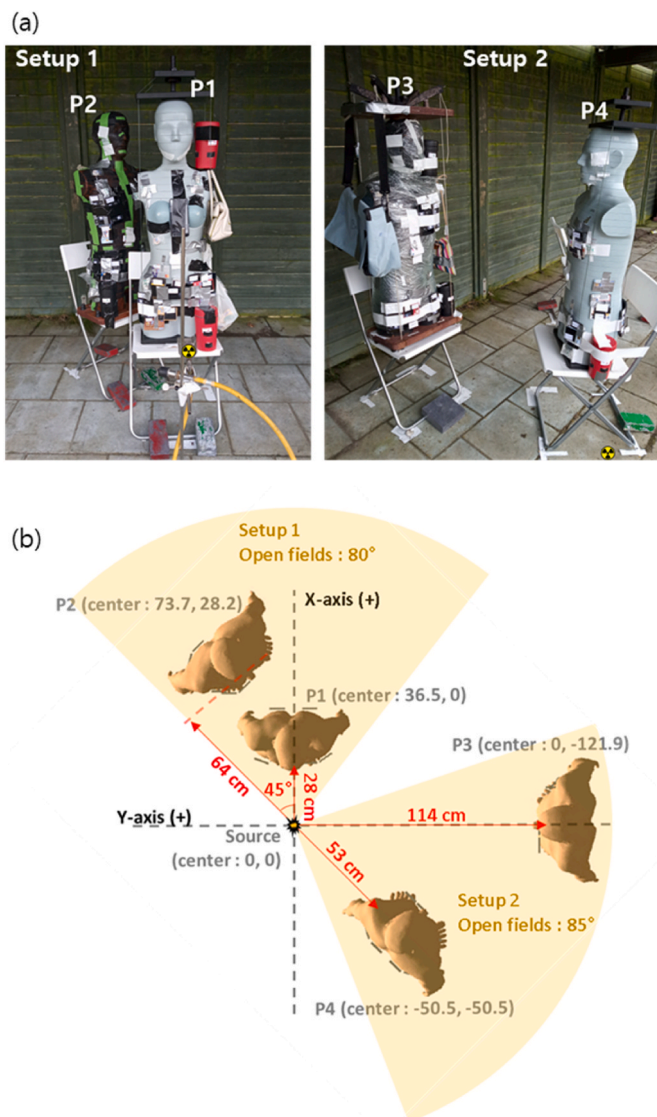 (a)
Setup 1
P2
P1
Setup 2
P3
P4
(b)
Setup 1
Open fields : 80°
P2 (center : 73.7, 28.2)
X-axis (+)
P1 (center : 36.5, 0)
P3 (center : 0, -121.9)
64 cm
45°
28 cm
Y-axis (+)
114 cm
Source
(center : 0, 0)
53 cm
Setup 2
Open fields : 85°
P4 (center : -50.5, -50.5)